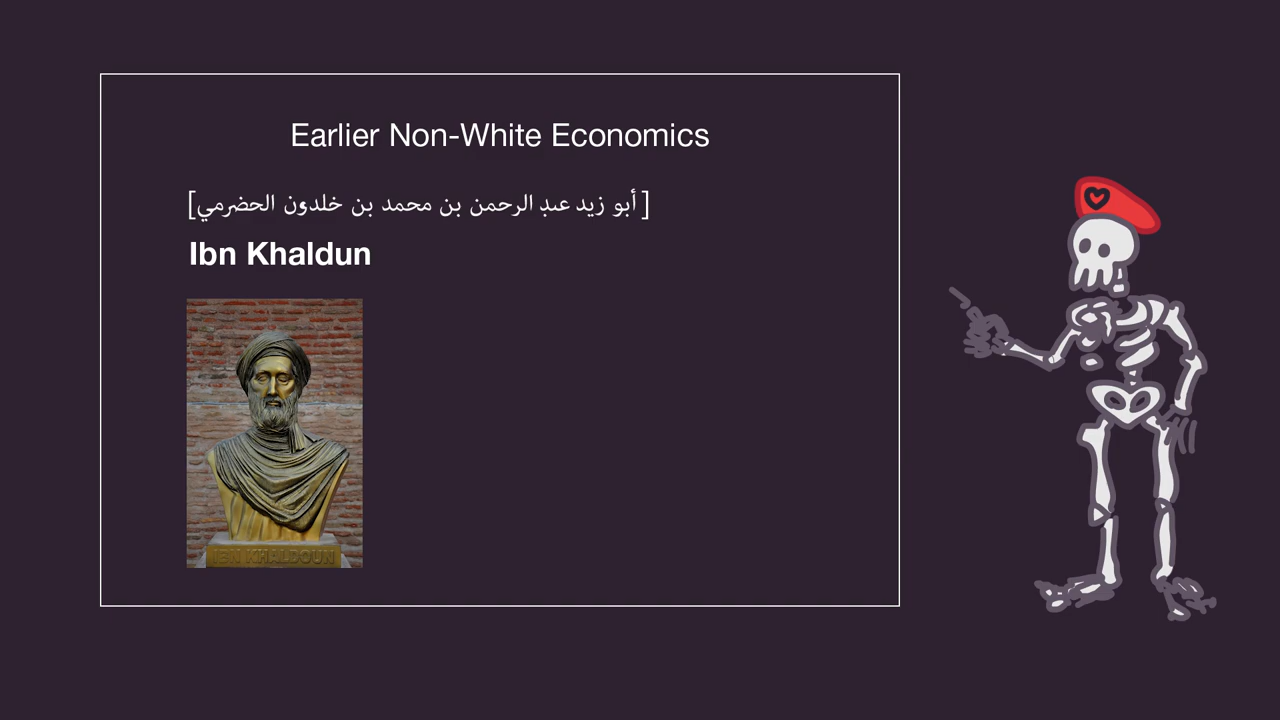 Earlier Non-White Economics
[أبو زيد عبد الرحمن بن محمد بن خلدون الحضرمي]
Ibn Khaldun
IBN KHALDOUN